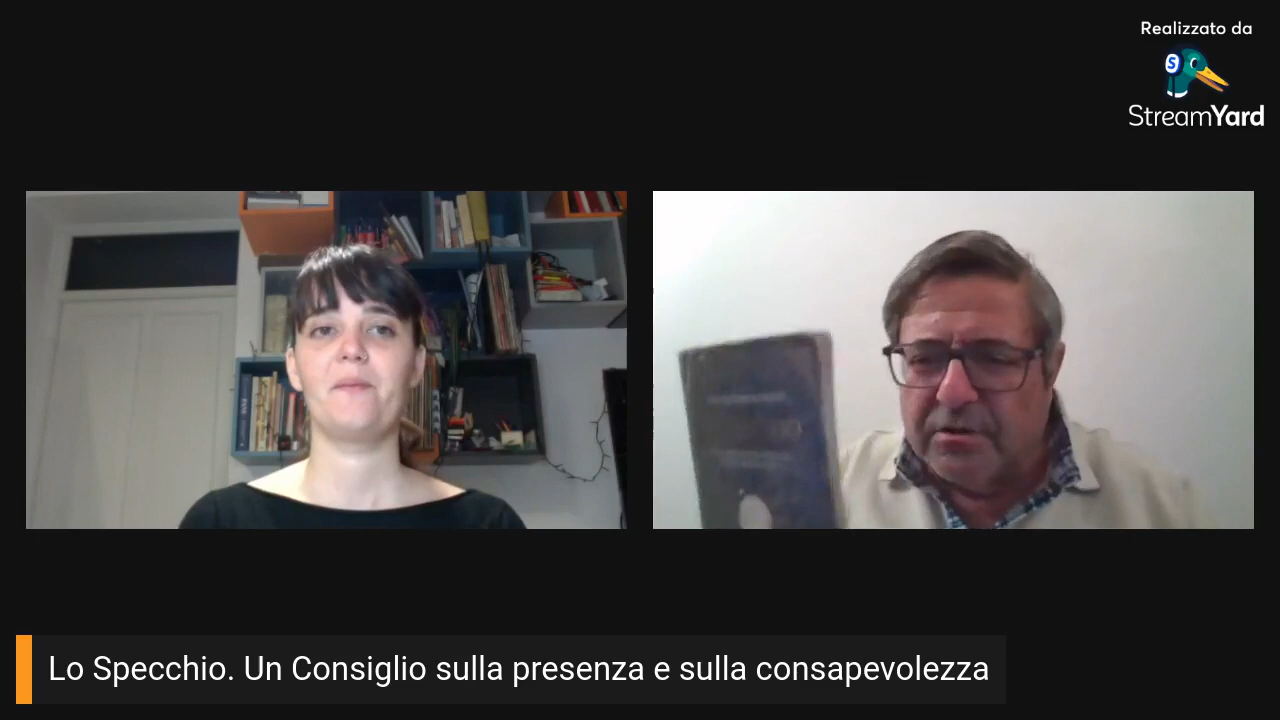 Realizzato da
S
StreamYard
Lo Specchio. Un Consiglio sulla presenza e sulla consapevolezza